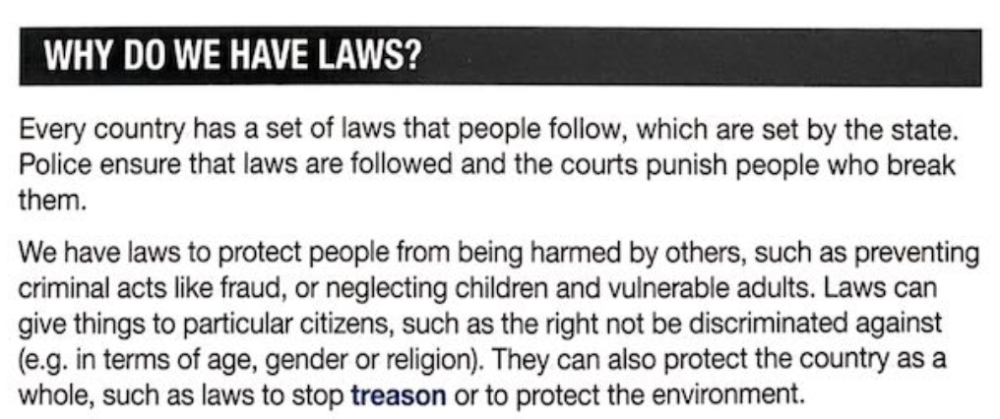 WHY DO WE HAVE LAWS?
Every country has a set of laws that people follow, which are set by the state.
Police ensure that laws are followed and the courts punish people who break
them.
We have laws to protect people from being harmed by others, such as preventing
criminal acts like fraud, or neglecting children and vulnerable adults. Laws can
give things to particular citizens, such as the right not be discriminated against
(e.g. in terms of age, gender or religion). They can also protect the country as a
whole, such as laws to stop treason or to protect the environment.